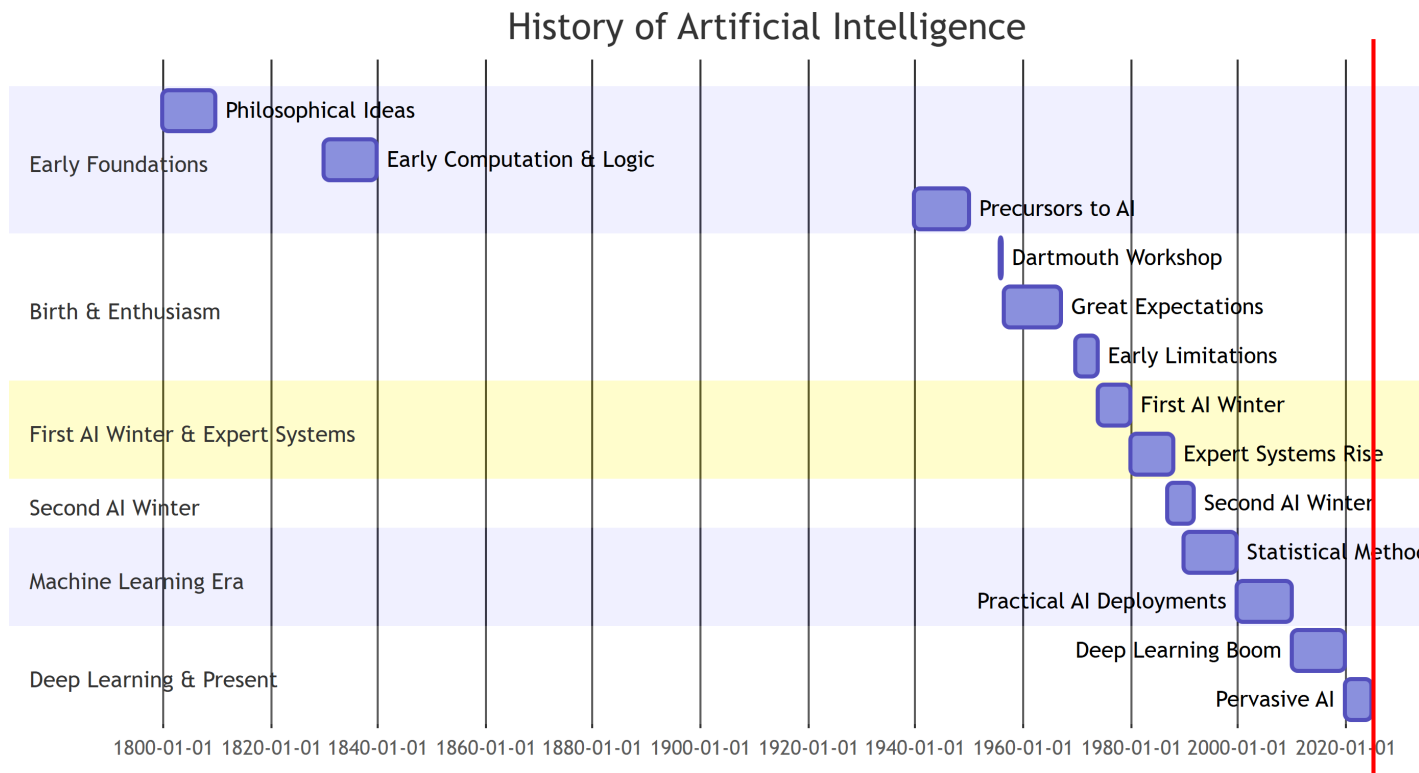 History of Artificial Intelligence
Philosophical Ideas
Early Computation & Logic
Early Foundations
Precursors to AI
Dartmouth Workshop
Great Expectations
Birth & Enthusiasm
Early Limitations
First AI Winter
First AI Winter & Expert Systems
Expert Systems Rise
Second AI Winter
Second AI Winter
Statistical
Machine Learning Era
Practical AI Deployments
Deep Learning Boom
Deep Learning & Present
Pervasive AI
1800-01-01 1820-01-01 1840-01-01 1860-01-01 1880-01-01 1900-01-01 1920-01-01 1940-01-01 1960-01-01 1980-01-01 2000-01-01 2020-01-01